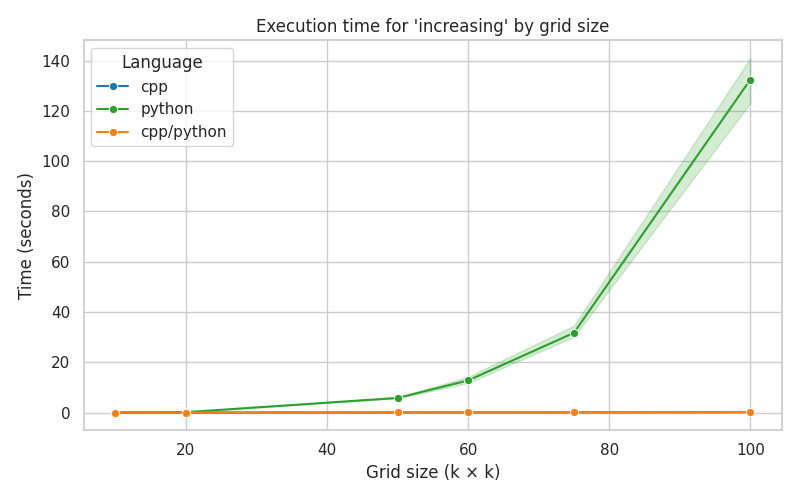 Execution time for 'increasing' by grid size
Language
cpp
python
cpp/python
Time (seconds)
140
120
100
80
60
40
20
0
20 40 60 80 100
Grid size (k × k)